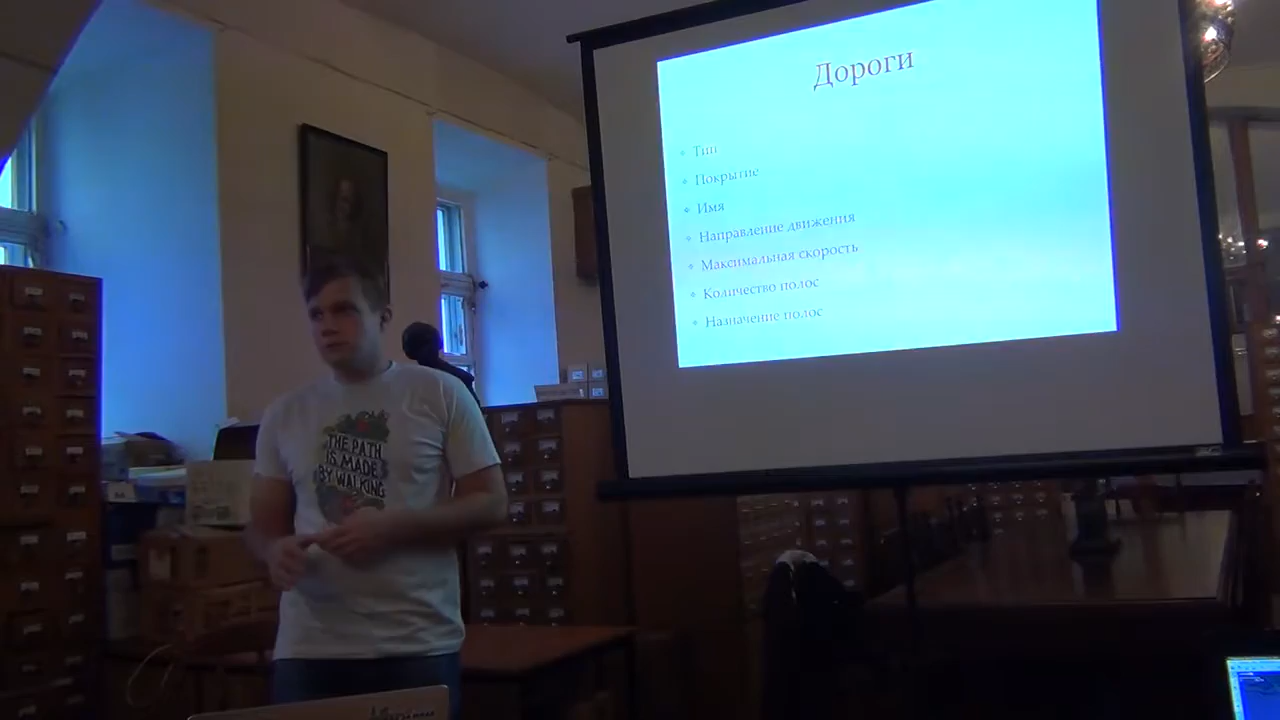 Дороги
Тип
Покрытие
Имя
Направление движения
Максимальная скорость
Количество полос
Назначение полос
THE PATH
IS MADE
BY WALKING